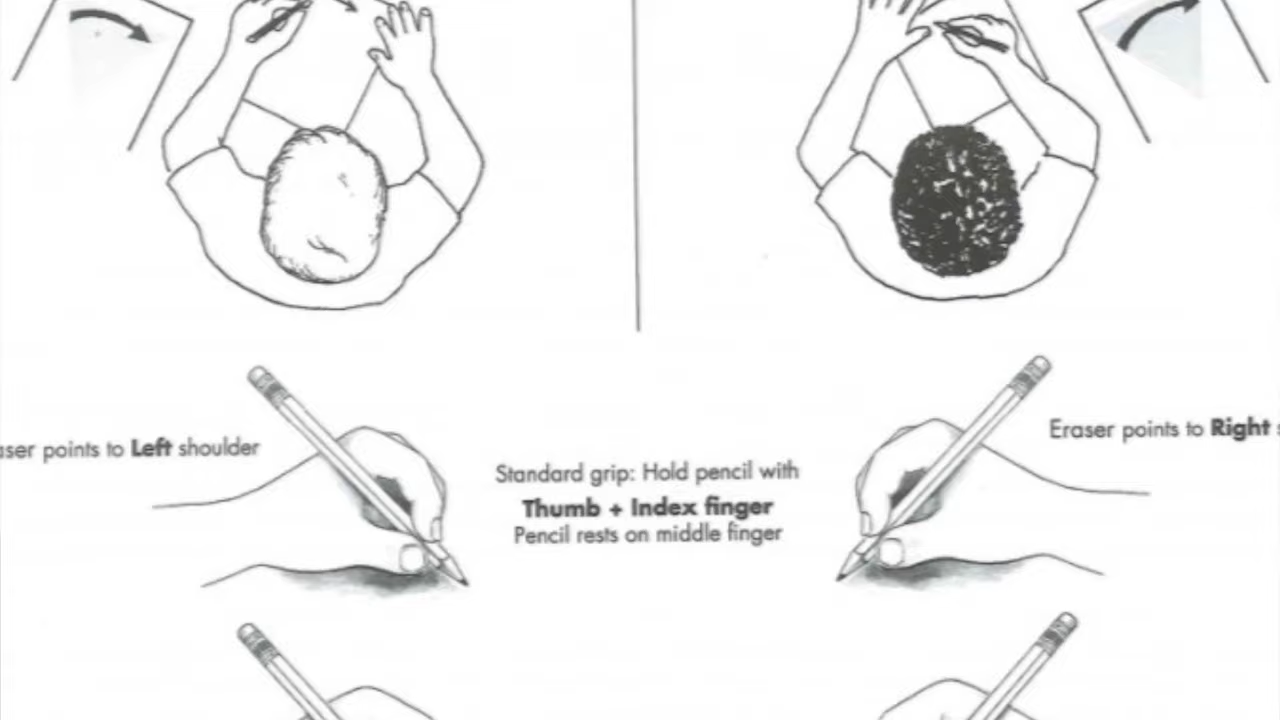 aser points to Left shoulder
Standard grip: Hold pencil with
Thumb + Index finger
Pencil rests on middle finger
Eraser points to Right